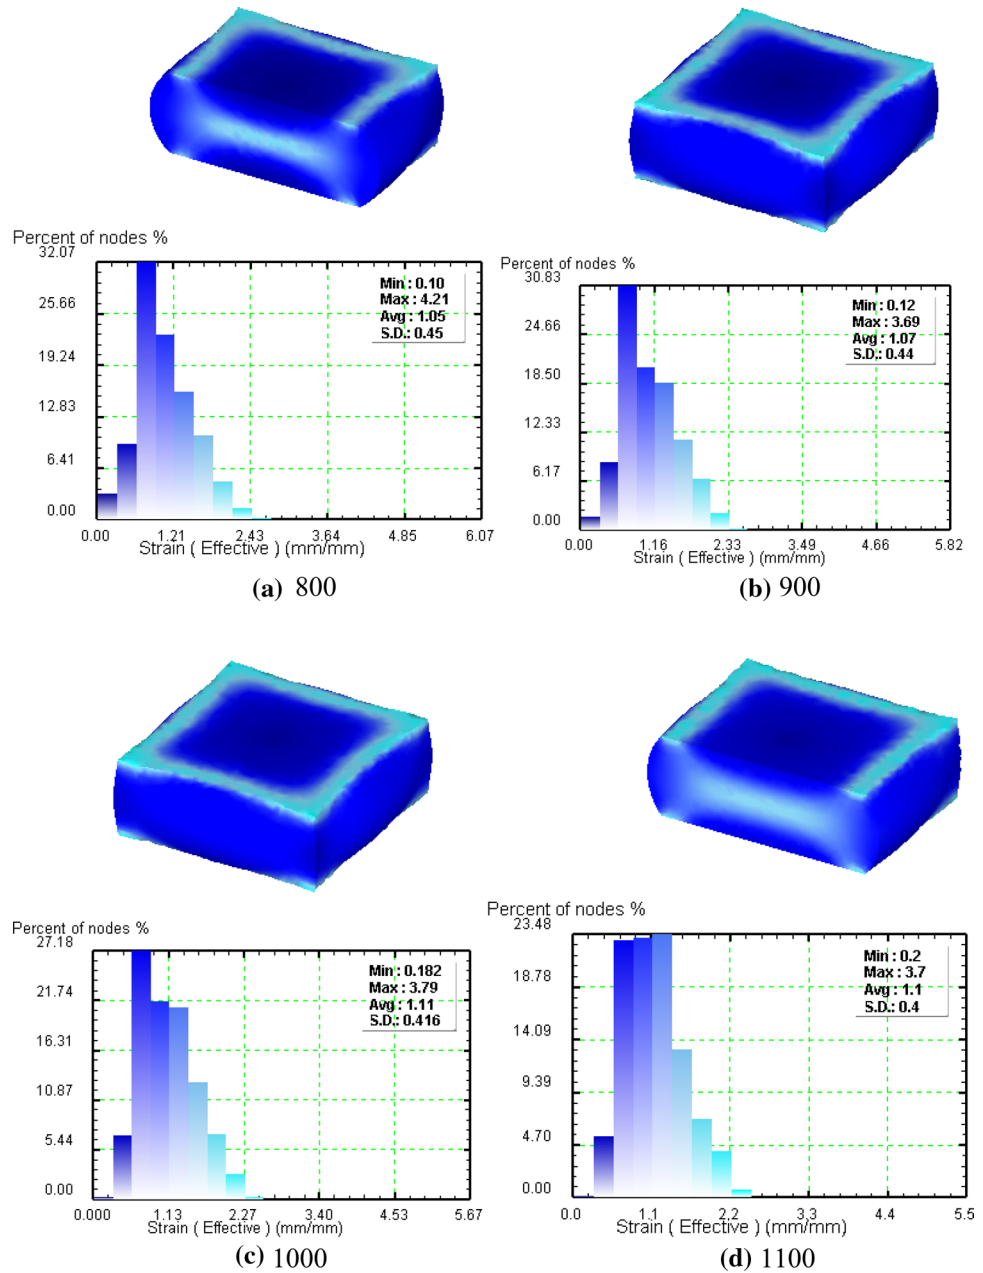 Percent of nodes %
32.07
25.66
19.24
12.83
6.41
0.00
Min : 0.10
Max : 4.21
Avg : 1.05
S.D.: 0.45
0.00 1.21 2.43 3.64 4.85 6.07
Strain ( Effective ) (mm/mm)
(a) 800
Percent of nodes %
30.83
24.66
18.50
12.33
6.17
0.00
Min : 0.12
Max : 3.69
Avg : 1.07
S.D.: 0.44
0.00 1.16 2.33 3.49 4.66 5.82
Strain ( Effective ) (mm/mm)
(b) 900
Percent of nodes %
27.18
21.74
16.31
10.87
5.44
0.00
Min : 0.182
Max : 3.79
Avg : 1.11
S.D.: 0.416
0.000 1.13 2.27 3.40 4.53 5.67
Strain ( Effective ) (mm/mm)
(c) 1000
Percent of nodes %
23.48
18.78
14.09
9.39
4.70
0.00
Min : 0.2
Max : 3.7
Avg : 1.1
S.D.: 0.4
0.0 1.1 2.2 3.3 4.4 5.5
Strain ( Effective ) (mm/mm)
(d) 1100